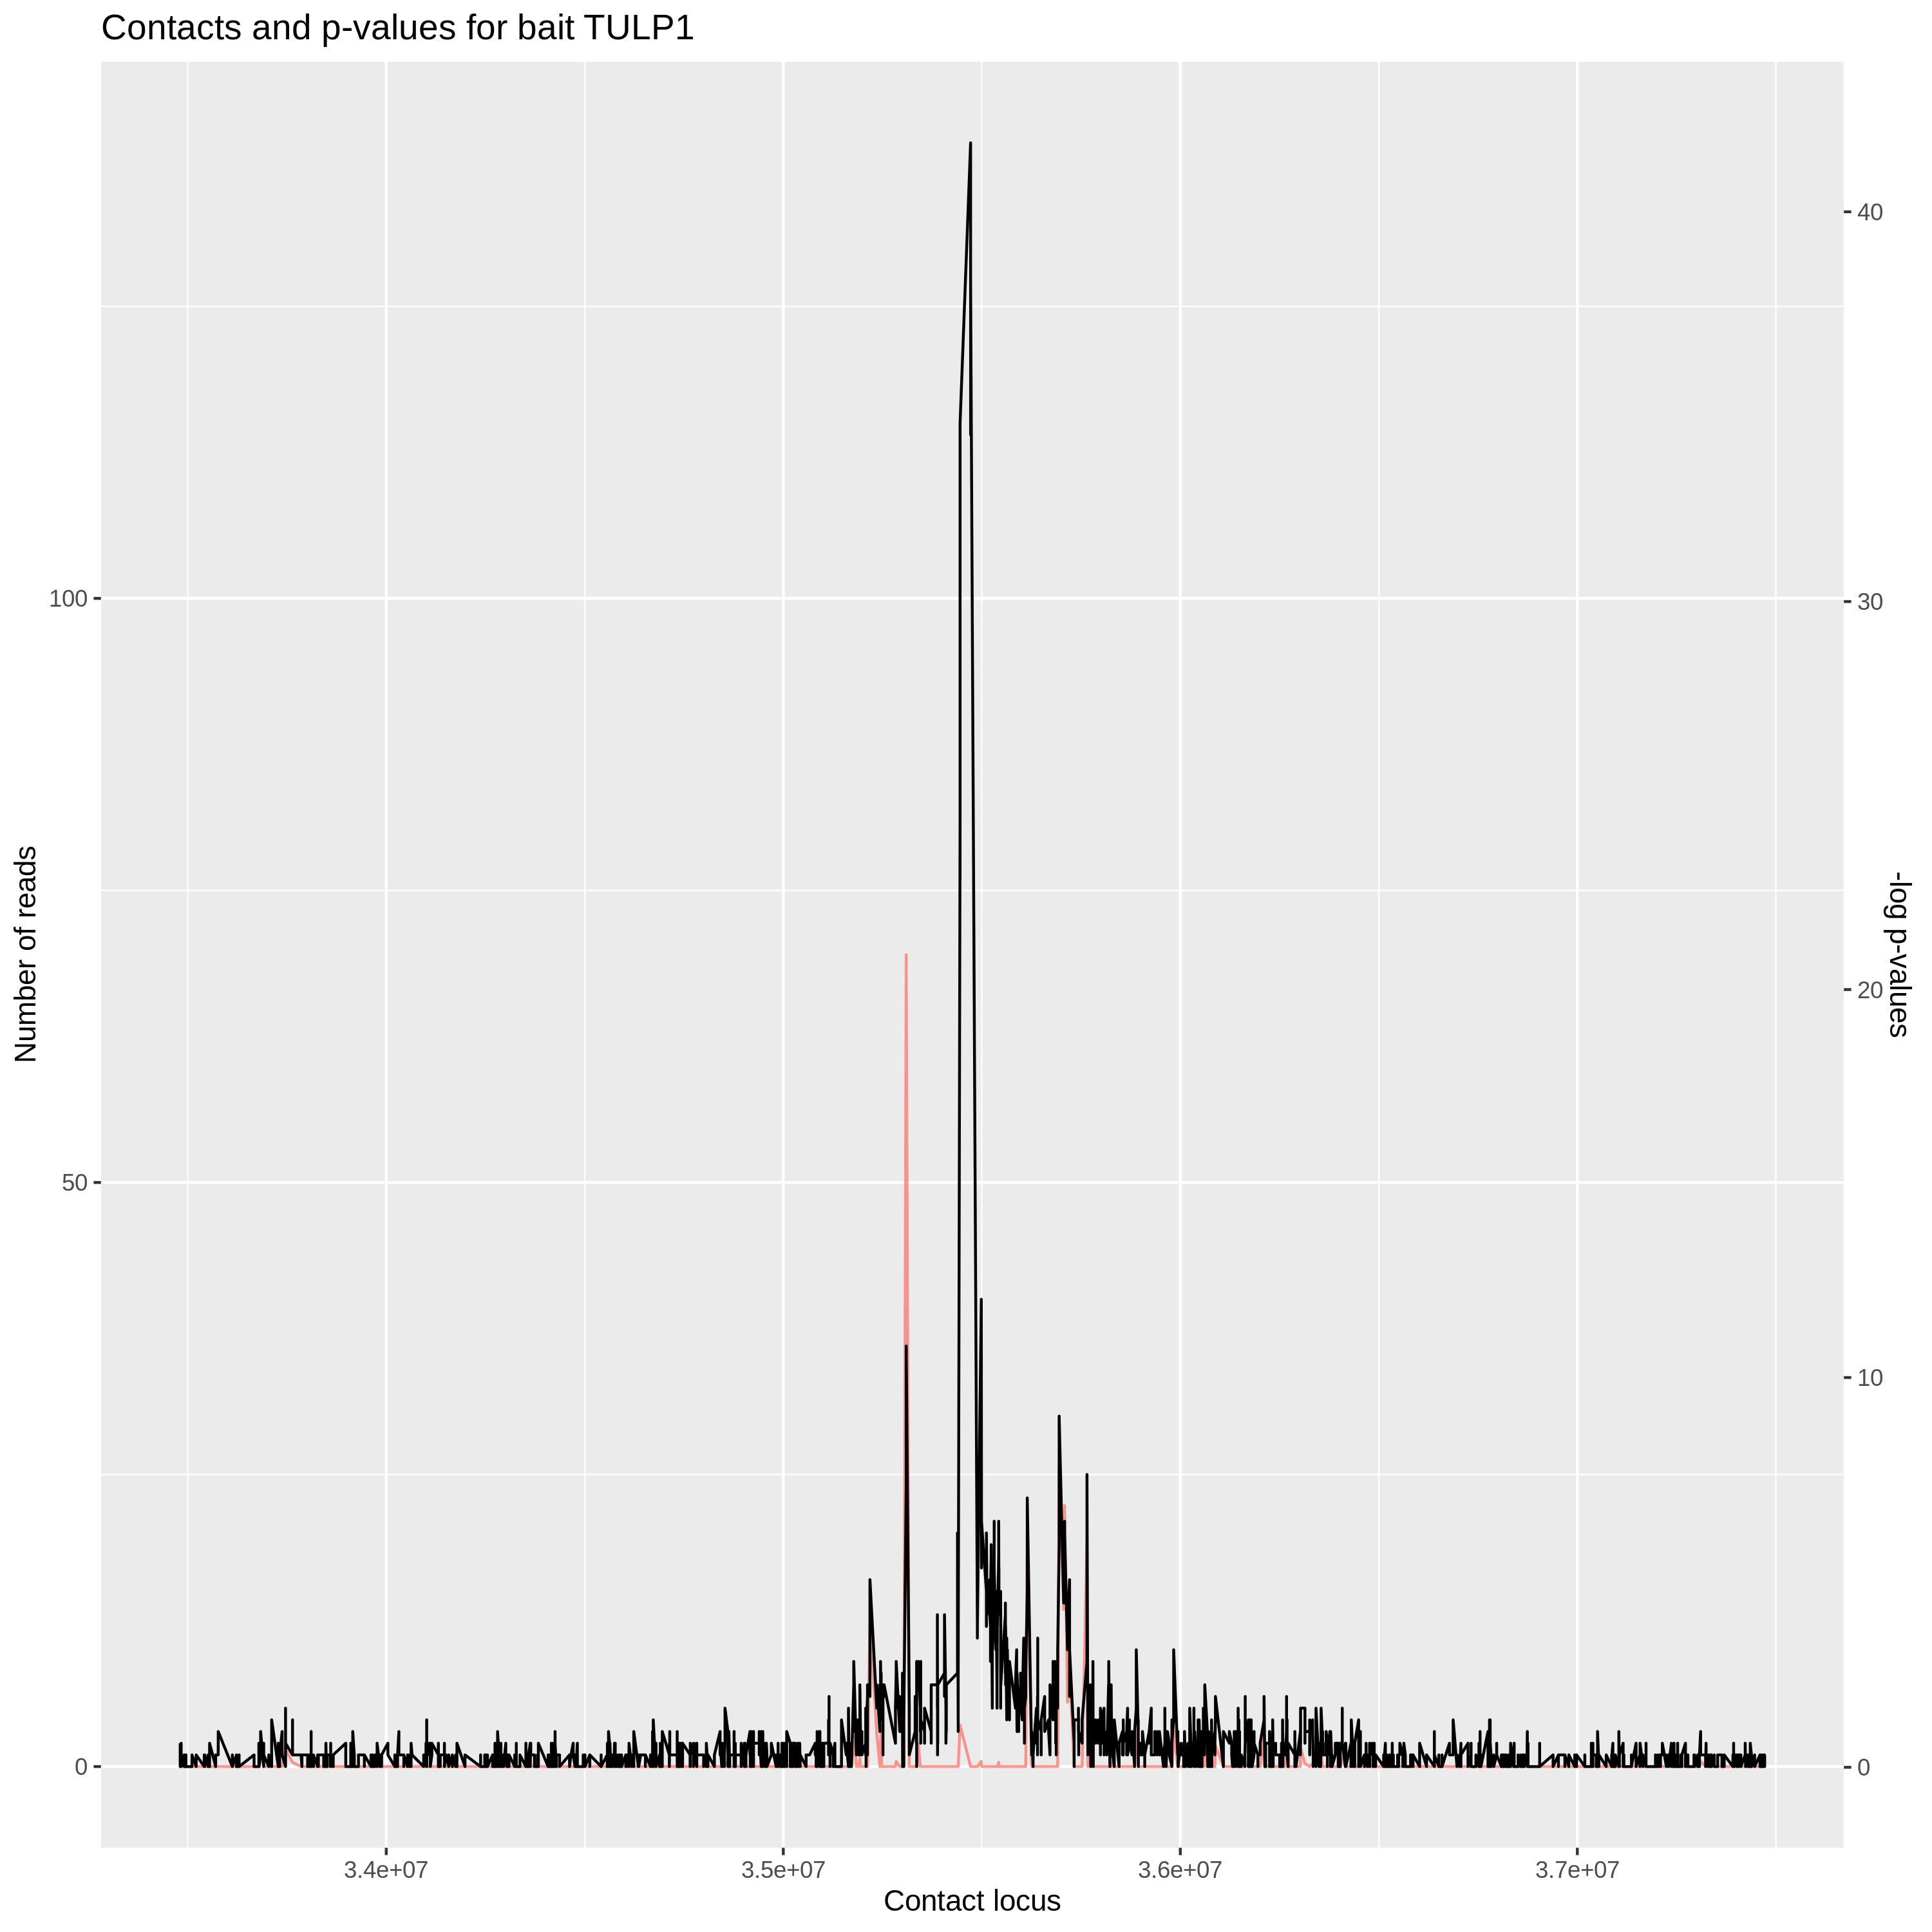 Contacts and p-values for bait TULP1
Number of reads
100
50
0
40
30
20
10
0
-log p-values
3.4e+07 3.5e+07 3.6e+07 3.7e+07
Contact locus